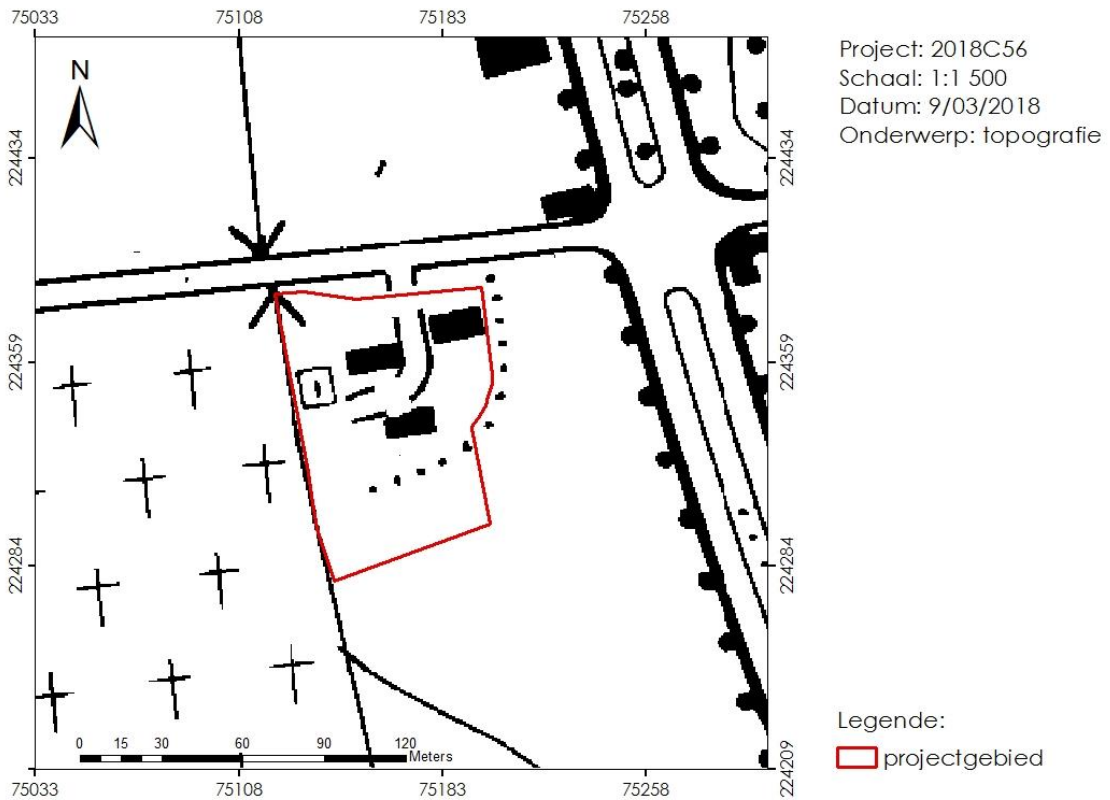 75033 75108 75183 75258
Project: 2018C56
Schaal: 1:1 500
Datum: 9/03/2018
Onderwerp: topografie
N
224434 224434
224359 224359
224284 224284
Legende:
projectgebied
0 15 30 60 90 120
Meters
224209 224209
75033 75108 75183 75258